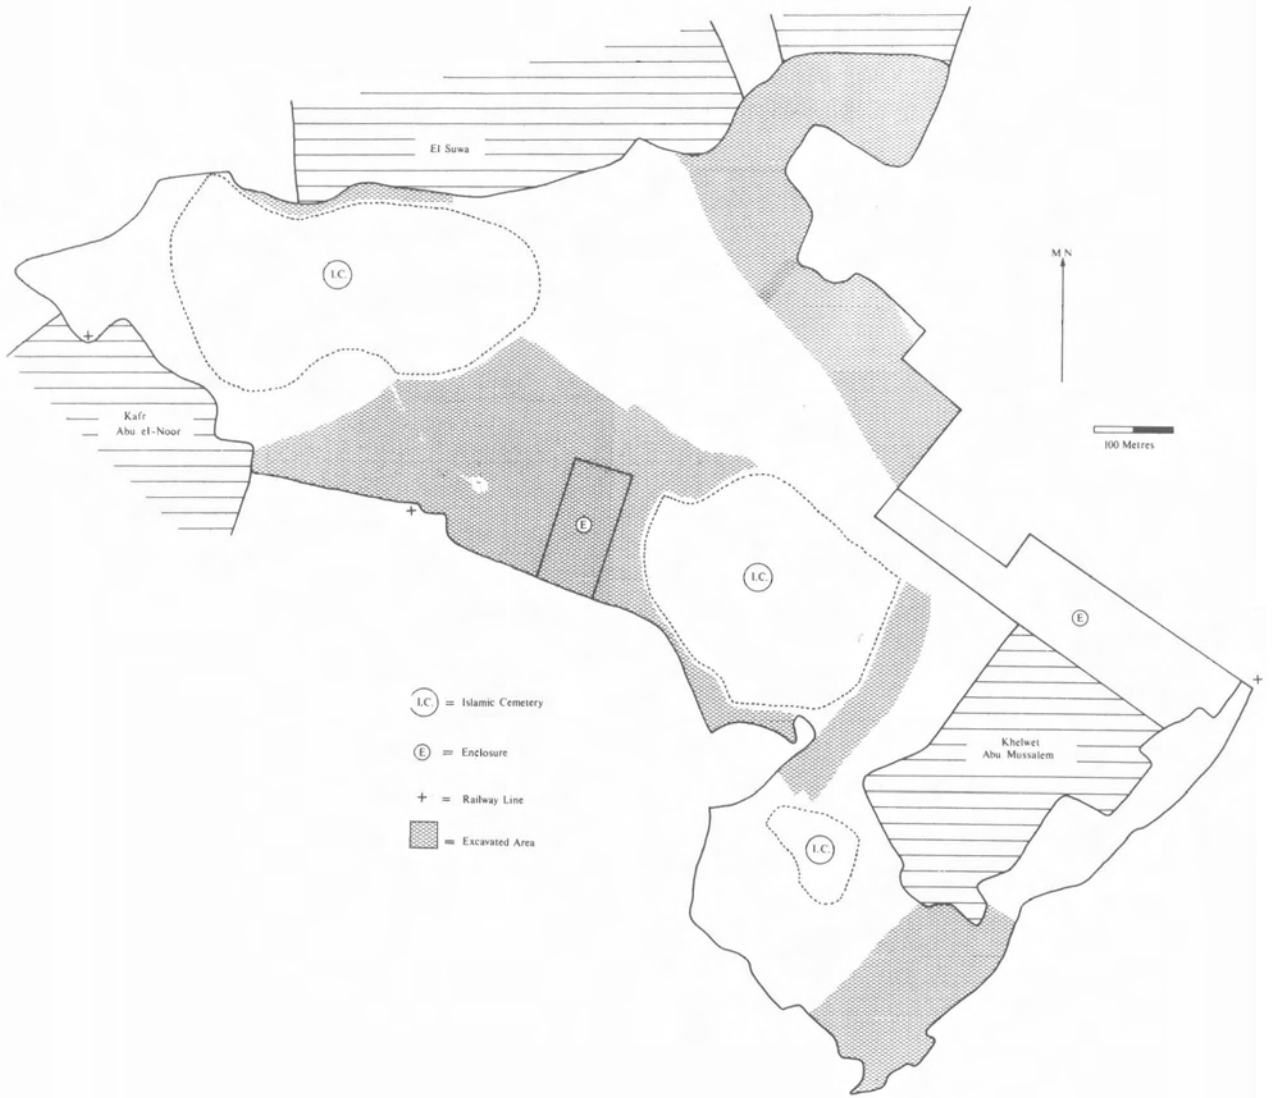 El Suwa
I.C.
M N
+
Kafr
Abu el-Noor
100 Metres
+
E
I.C.
E
+
I.C. = Islamic Cemetery
E = Enclosure
+ = Railway Line
= Excavated Area
Khelwet
Abu Mussalem
I.C.